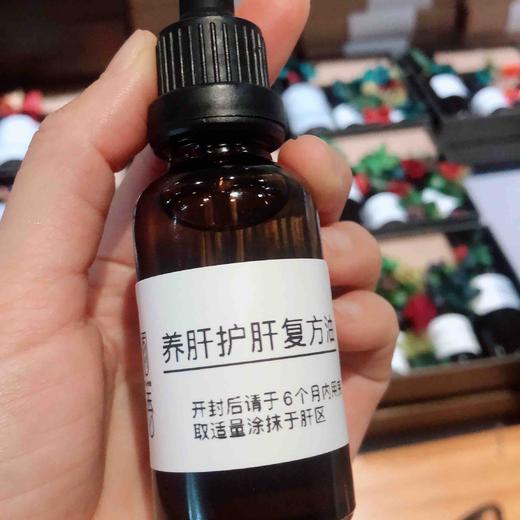 养肝护肝复方油
开封后请于6个月内用
取适量涂抹于肝区